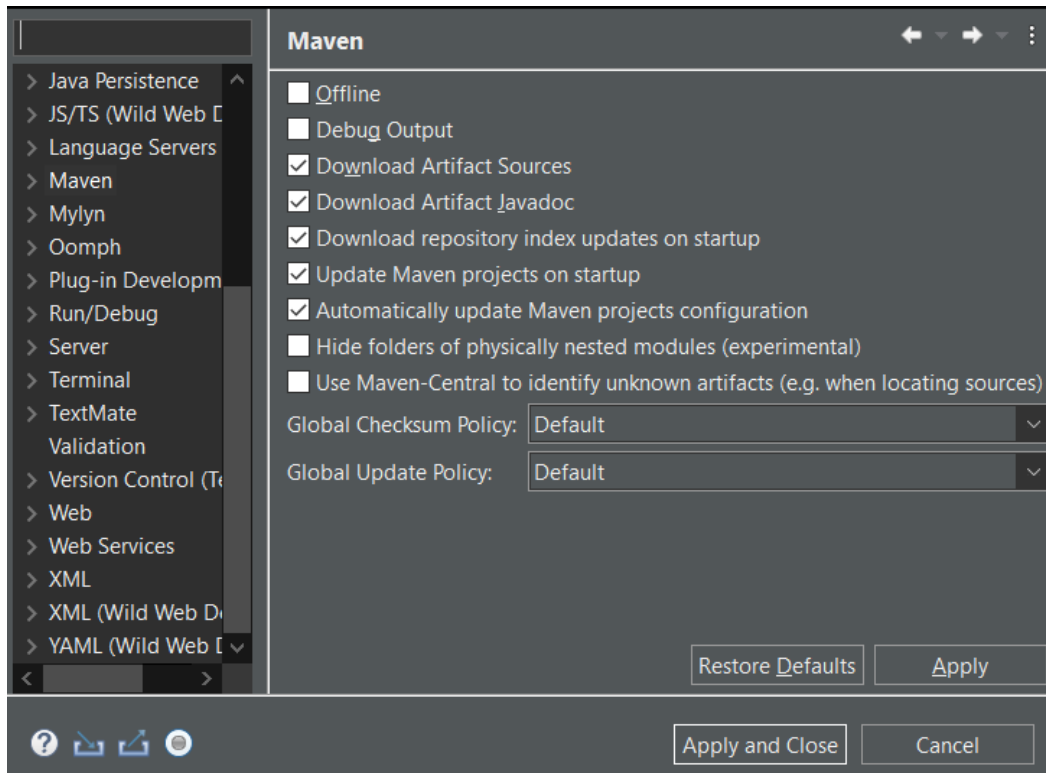 Java Persistence
JS/TS (Wild Web D
Language Servers
Maven
Mylyn
Oomph
Plug-in Developm
Run/Debug
Server
Terminal
TextMate
Validation
Version Control (Te
Web
Web Services
XML
XML (Wild Web De
YAML (Wild Web D
Maven
Offline
Debug Output
Download Artifact Sources
Download Artifact Javadoc
Download repository index updates on startup
Update Maven projects on startup
Automatically update Maven projects configuration
Hide folders of physically nested modules (experimental)
Use Maven-Central to identify unknown artifacts (e.g. when locating sources)
Global Checksum Policy: Default
Global Update Policy: Default
Restore Defaults Apply
Apply and Close Cancel